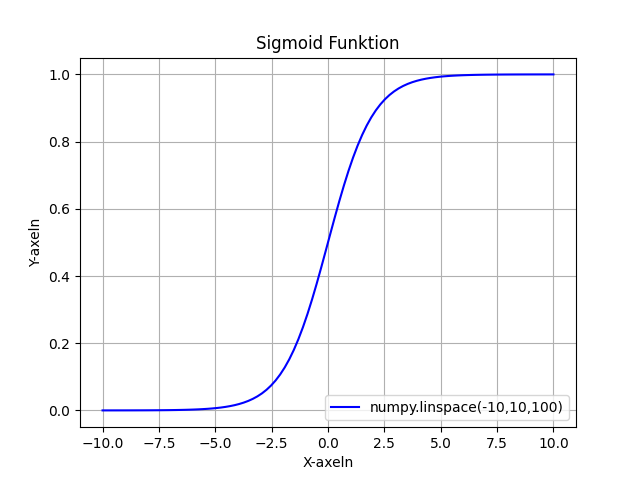 Sigmoid Funktion
1.0
0.8
0.6
0.4
0.2
0.0
Y-axeln
numpy.linspace(-10,10,100)
−10.0 −7.5 −5.0 −2.5 0.0 2.5 5.0 7.5 10.0
X-axeln